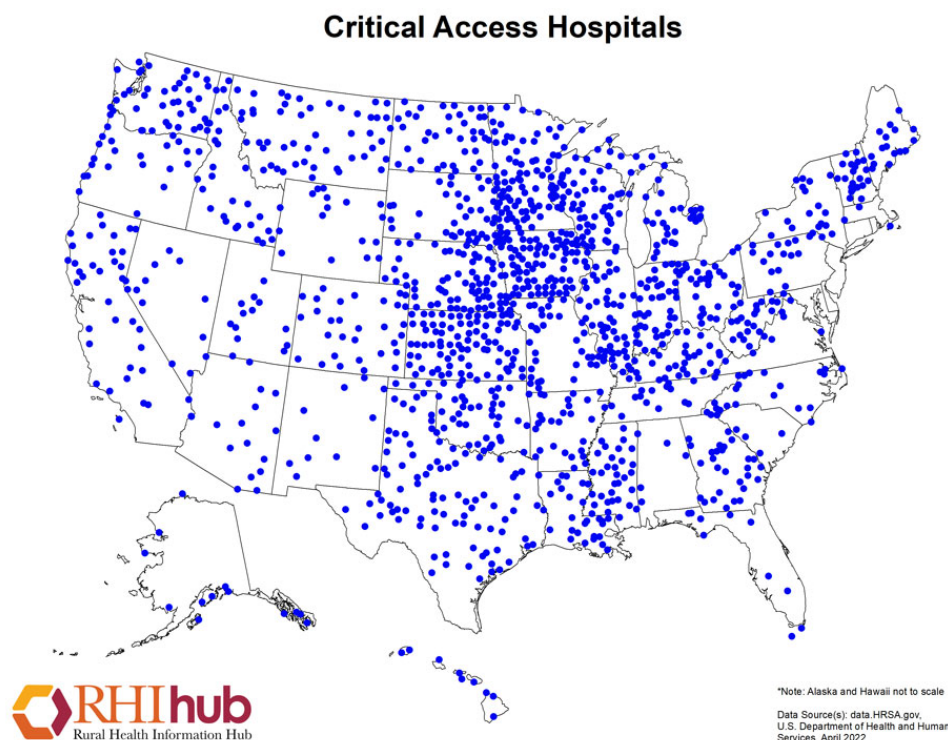 Critical Access Hospitals
*Note: Alaska and Hawaii not to scale
RHIhub
Rural Health Information Hub
Data Source(s): data.HRSA.gov,
U.S. Department of Health and Human
Services, April 2022